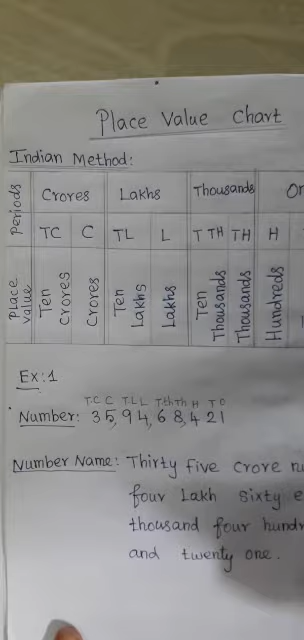 Place Value Chart
Indian Method:
Periods Crores Lakhs Thousands
TC C TL L T TH TH H
Place Value Ten Crores Crores Ten Lakhs Lakhs Ten Thousands Thousands Hundreds
Ex:1
T.C C T.L L Tth Th H T O
Number: 35,94,68,421
Number Name: Thirty five crore
four Lakh sixty
thousand four
and twenty one.